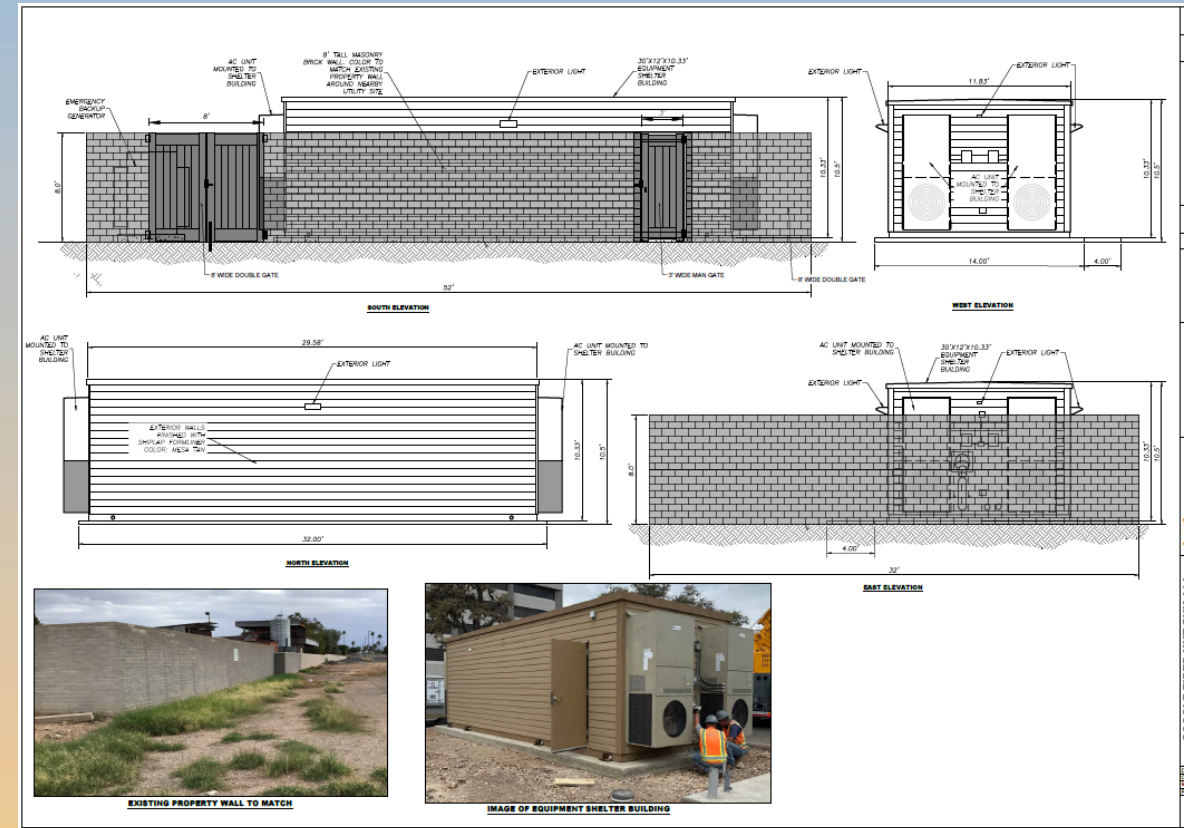 AC UNIT
MOUNTED TO
SHELTER
BUILDING
8' TALL MASONRY
BRICK WALL. COLOR TO
MATCH EXISTING
PROPERTY WALL
AROUND NEARBY
UTILITY SITE
EXTERIOR LIGHT
30'X12'X10.33'
EQUIPMENT
SHELTER
BUILDING
EMERGENCY
BACKUP
GENERATOR
8'
3'
8.0'
10.33'
10.5'
8' WIDE DOUBLE GATE
3' WIDE MAN GATE
8' WIDE DOUBLE GATE
52'
SOUTH ELEVATION
EXTERIOR LIGHT
EXTERIOR LIGHT
11.83'
AC UNIT
MOUNTED TO
SHELTER
BUILDING
10.33'
10.5'
14.00'
4.00'
WEST ELEVATION
AC UNIT
MOUNTED TO
SHELTER
BUILDING
29.58'
EXTERIOR LIGHT
AC UNIT MOUNTED TO
SHELTER BUILDING
EXTERIOR WALLS
FINISHED WITH
SHIPLAP FORMLINER
COLOR: MESA TAN
10.33'
10.5'
32.00'
NORTH ELEVATION
AC UNIT MOUNTED TO
SHELTER BUILDING
30'X12'X10.33'
EQUIPMENT
SHELTER
BUILDING
EXTERIOR LIGHT
EXTERIOR LIGHT
8.0'
10.33'
10.5'
4.00'
32'
EAST ELEVATION
EXISTING PROPERTY WALL TO MATCH
IMAGE OF EQUIPMENT SHELTER BUILDING